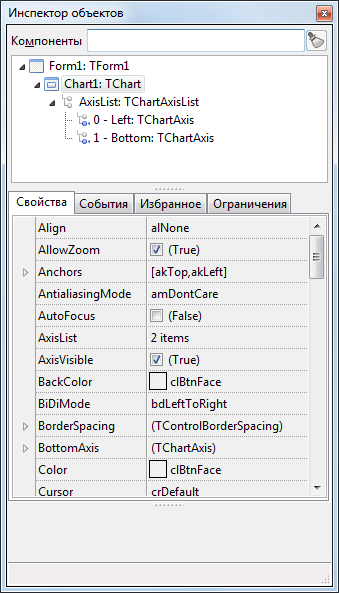 Инспектор объектов
Компоненты
Form1: TForm1
Chart1: TChart
AxisList: TChartAxisList
0 - Left: TChartAxis
1 - Bottom: TChartAxis
Свойства События Избранное Ограничения
Align alNone
AllowZoom (True)
Anchors [akTop,akLeft]
AntialiasingMode amDontCare
AutoFocus (False)
AxisList 2 items
AxisVisible (True)
BackColor clBtnFace
BiDiMode bdLeftToRight
BorderSpacing (TControlBorderSpacing)
BottomAxis (TChartAxis)
Color clBtnFace
Cursor crDefault